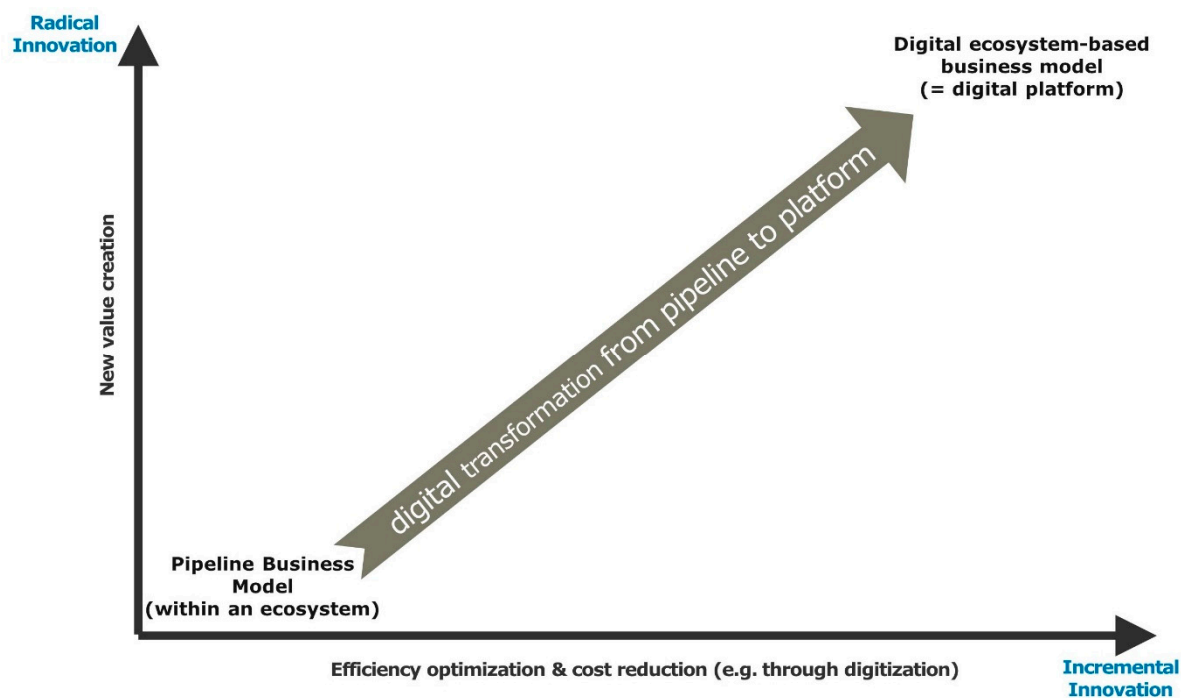 Radical
Innovation
Digital ecosystem-based
business model
(= digital platform)
New value creation
digital transformation from pipeline to platform
Pipeline Business
Model
(within an ecosystem)
Efficiency optimization & cost reduction (e.g. through digitization)
Incremental
Innovation